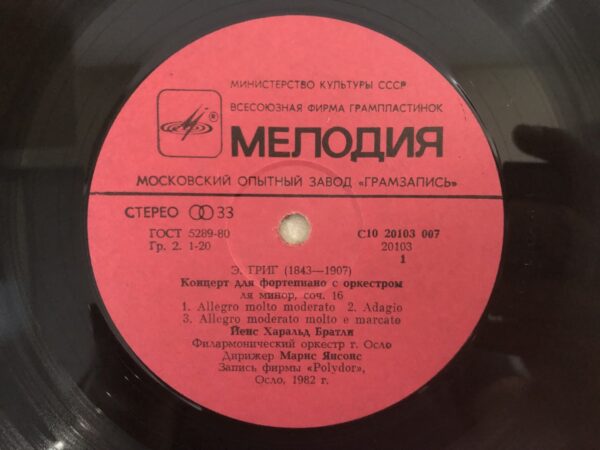 МИНИСТЕРСТВО КУЛЬТУРЫ СССР
ВСЕСОЮЗНАЯ ФИРМА ГРАМПЛАСТИНОК
®
МЕЛОДИЯ
МОСКОВСКИЙ ОПЫТНЫЙ ЗАВОД «ГРАМЗАПИСЬ»
СТЕРЕО 33
ГОСТ 5289-80 С10 20103 007
Гр. 2. 1-20 20103
1
Э. ГРИГ (1843—1907)
Концерт для фортепиано с оркестром
ля минор, соч. 16
1. Allegro molto moderato 2. Adagio
3. Allegro moderato molto e marcato
Йенс Харальд Братли
Филармонический оркестр г. Осло
Дирижер Марис Янсонс
Запись фирмы «Polydor»,
Осло, 1982 г.